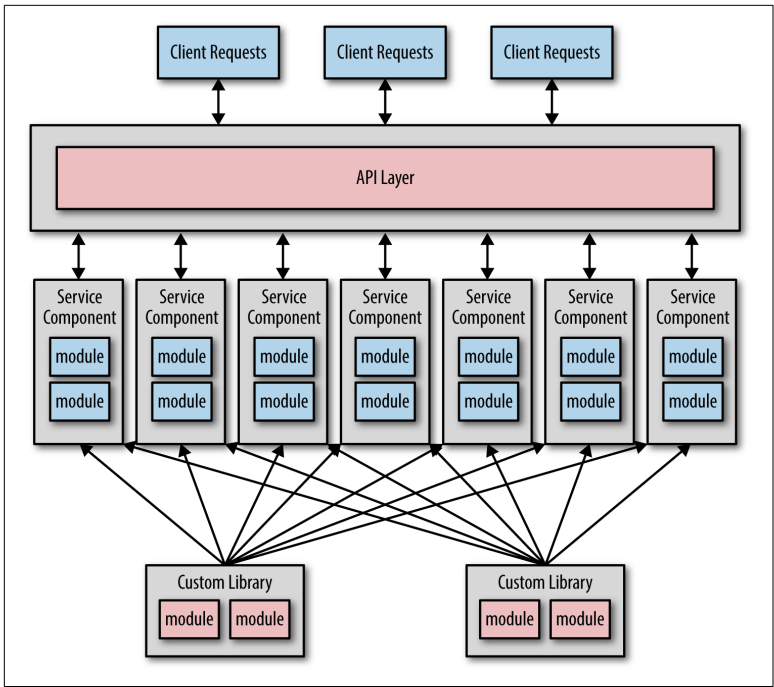 Client Requests
Client Requests
Client Requests
API Layer
Service
Component
module
module
Service
Component
module
module
Service
Component
module
module
Service
Component
module
module
Service
Component
module
module
Service
Component
module
module
Service
Component
module
module
Custom Library
module
module
Custom Library
module
module